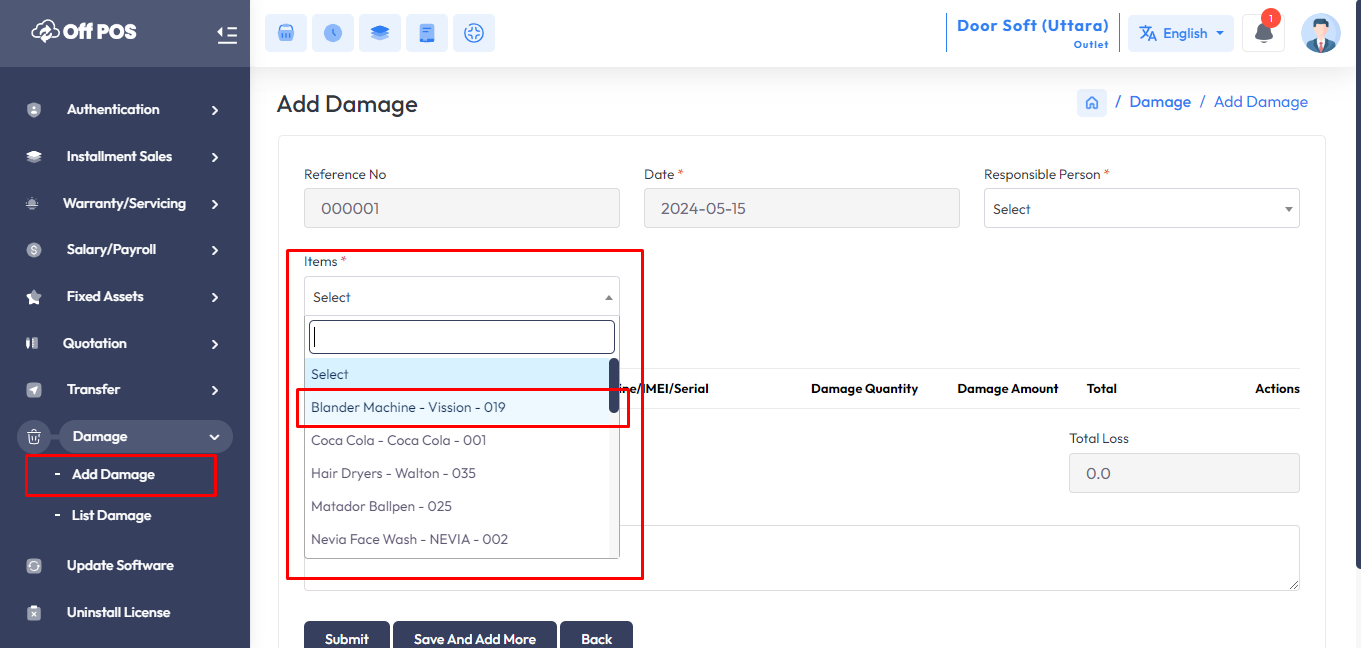 Off POS
Door Soft (Uttara)
Outlet
English
1
Authentication
Installment Sales
Warranty/Servicing
Salary/Payroll
Fixed Assets
Quotation
Transfer
Damage
- Add Damage
- List Damage
Update Software
Uninstall License
Add Damage
/ Damage / Add Damage
Reference No
Date *
Responsible Person *
000001
2024-05-15
Select
Items *
Select
Select
Blander Machine - Vission - 019
Coca Cola - Coca Cola - 001
Hair Dryers - Walton - 035
Matador Ballpen - 025
Nevia Face Wash - NEVIA - 002
/IMEI/Serial
Damage Quantity
Damage Amount
Total
Actions
Total Loss
0.0
Submit
Save And Add More
Back